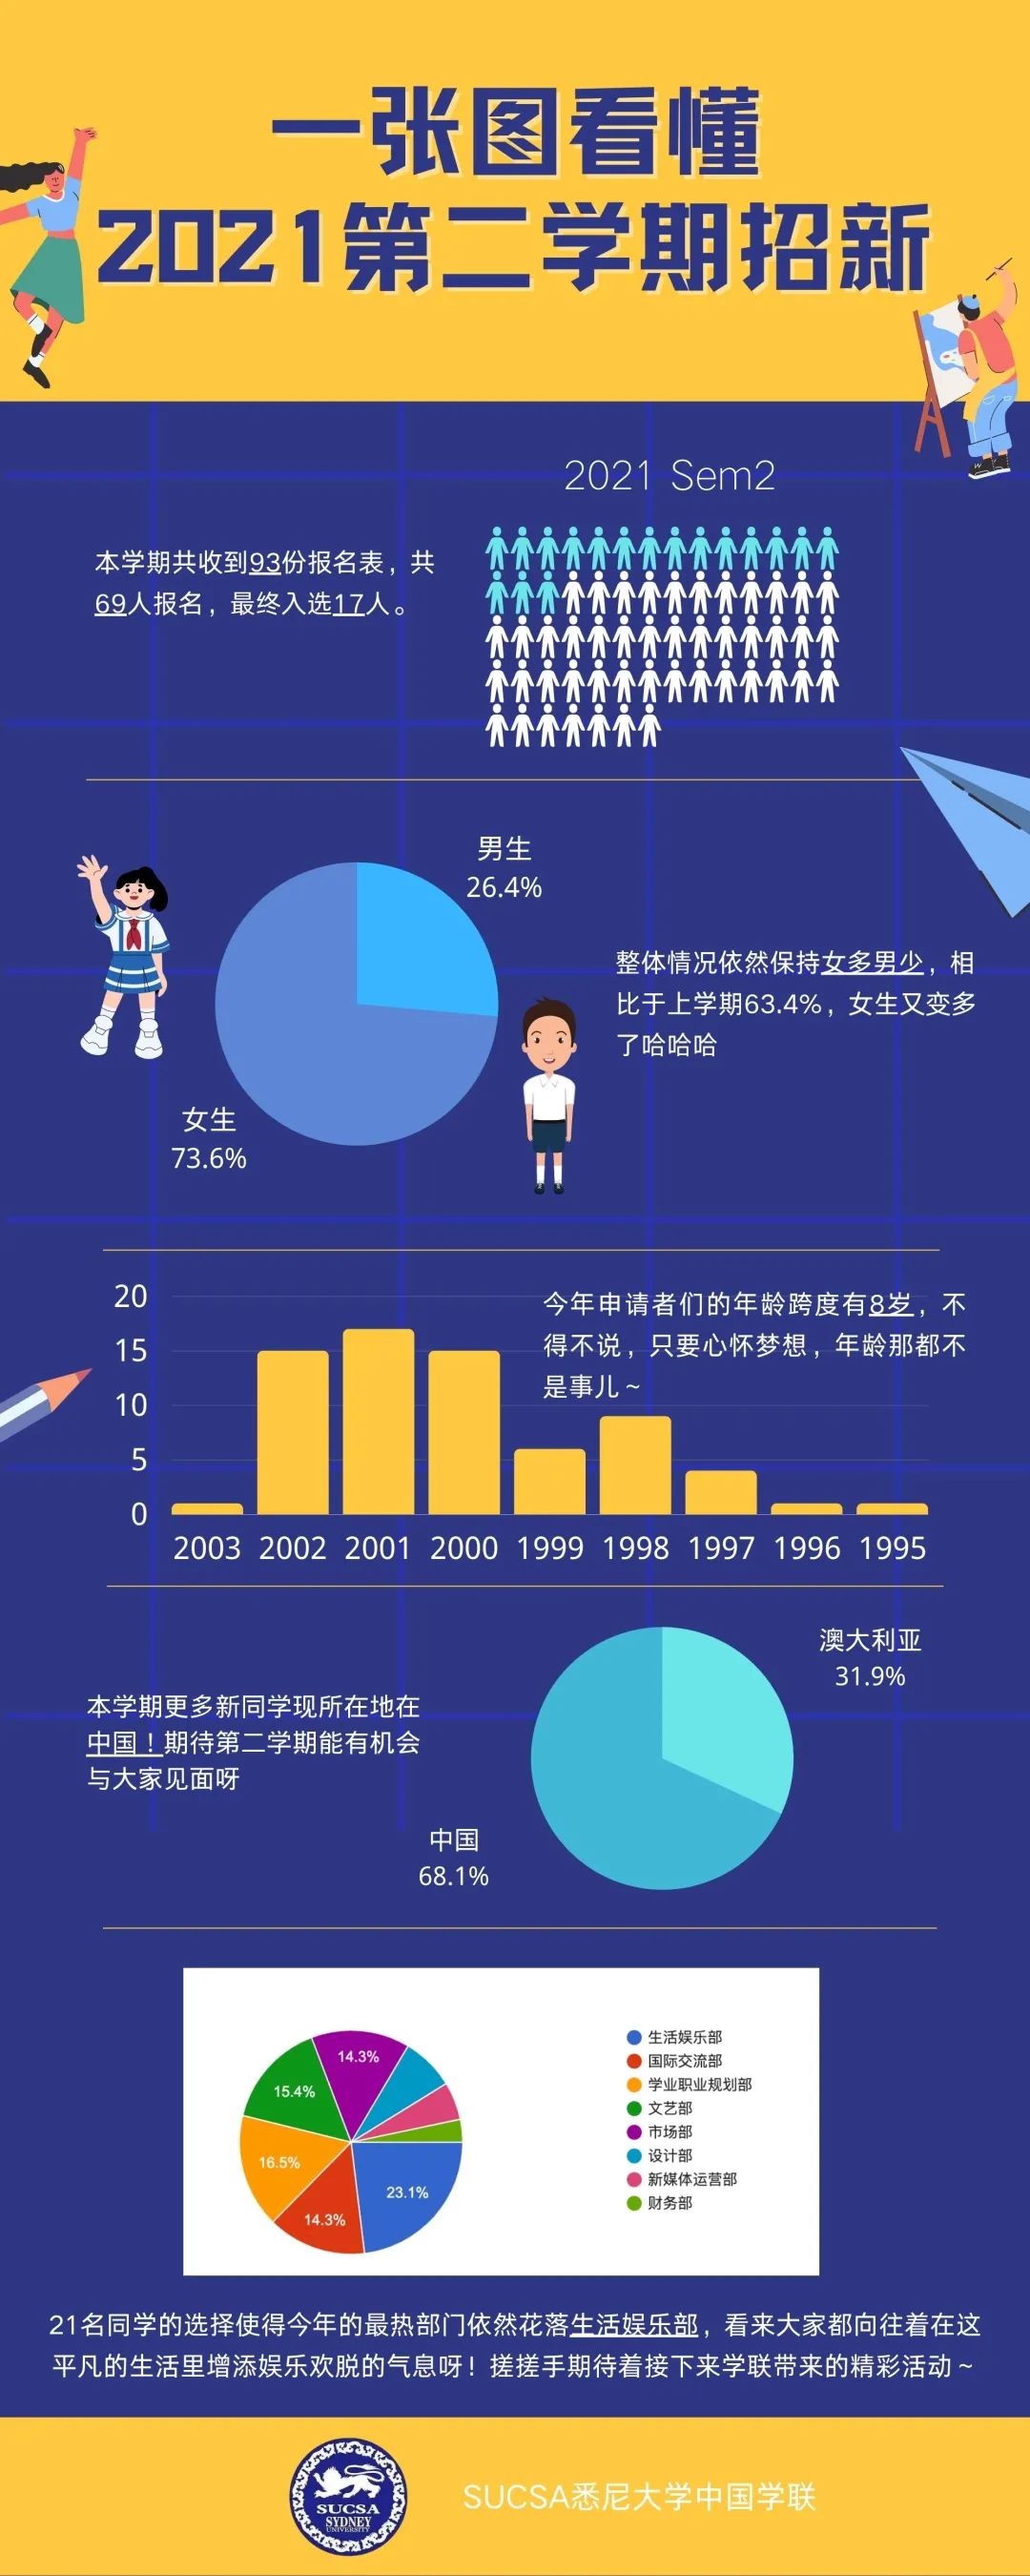 一张图看懂
2021第二学期招新
2021 Sem2
本学期共收到93份报名表，共
69人报名，最终入选17人。
男生
26.4%
整体情况依然保持女多男少，相
比于上学期63.4%，女生又变多
了哈哈哈
女生
73.6%
今年申请者们的年龄跨度有8岁，不
得不说，只要心怀梦想，年龄那都不
是事儿~
20
15
10
5
0
2003 2002 2001 2000 1999 1998 1997 1996 1995
澳大利亚
31.9%
本学期更多新同学现所在地在
中国！期待第二学期能有机会
与大家见面呀
中国
68.1%
14.3%
15.4%
16.5%
14.3%
23.1%
生活娱乐部
国际交流部
学业职业规划部
文艺部
市场部
设计部
新媒体运营部
财务部
21名同学的选择使得今年的最热部门依然花落生活娱乐部，看来大家都向往着在这
平凡的生活里增添娱乐欢脱的气息呀！搓搓手期待着接下来学联带来的精彩活动~
SUCSA
SYDNEY
UNIVERSITY
SUCSA悉尼大学中国学联